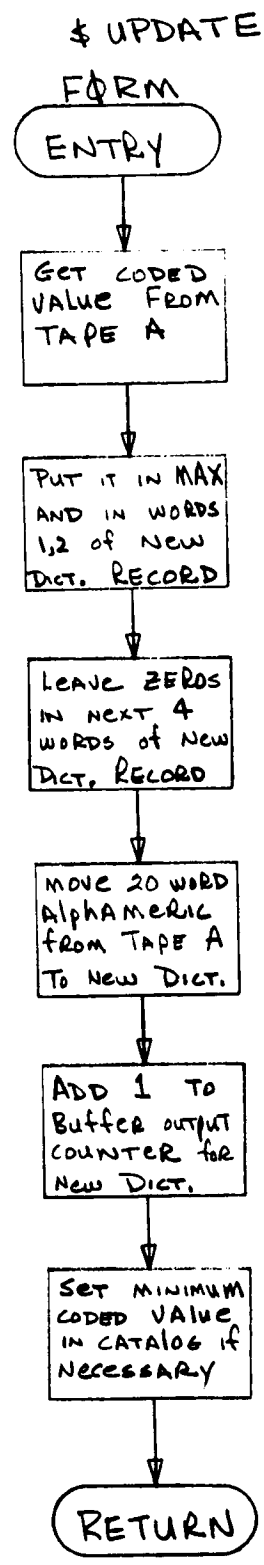 $ UPDATE
FØRM
ENTRY
GET CODED
VALUE FROM
TAPE A
PUT IT IN MAX
AND IN WORDS
1,2 of NEW
DICT. RECORD
LEAVE ZEROS
IN NEXT 4
WORDS of NEW
DICT. RECORD
MOVE 20 WORD
AlphAMERIC
from TAPE A
To NEW DICT.
ADD 1 TO
Buffer output
COUNTER for
NEW DICT.
SET MINIMUM
CODED VALUE
IN CATALOG if
NECESSARY
RETURN